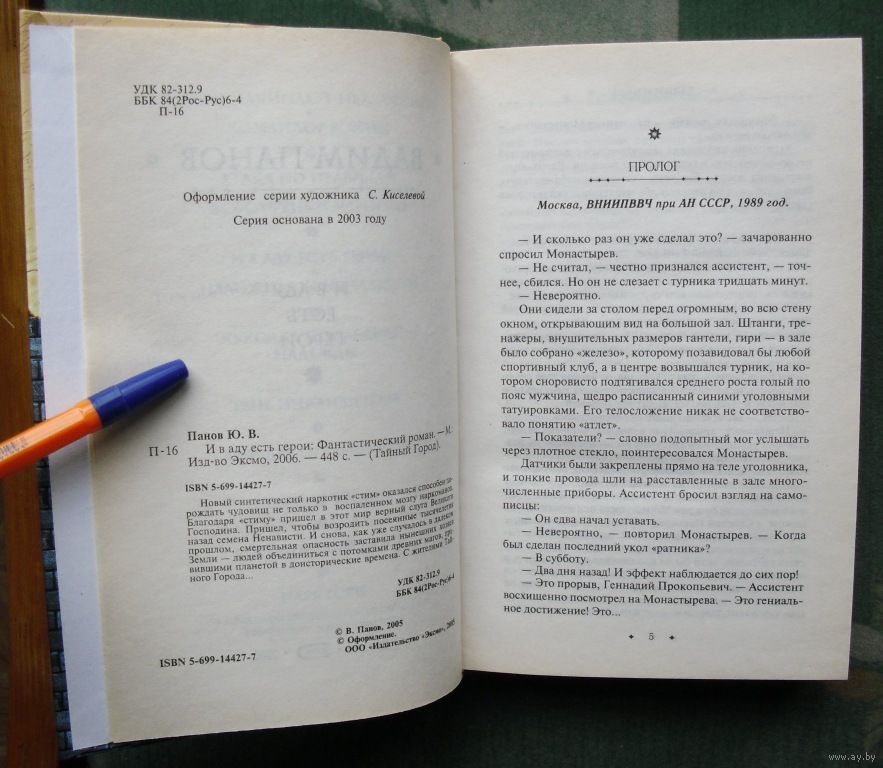 УДК 82-312.9
ББК 84(2Рос-Рус)6-4
П-16
Оформление серии художника С. Киселевой
Серия основана в 2003 году
Панов Ю. В.
П-16 И в аду есть герои: Фантастический роман. — М.:
Изд-во Эксмо, 2006. — 448 с. — (Тайный Город).
ISBN 5-699-14427-7
Новый синтетический наркотик «стим» оказался способен по-
рождать чудовищ не только в воспаленном мозгу наркоманов.
Благодаря «стиму» пришел в этот мир верный слуга Великого
Господина. Пришел, чтобы возродить посеянные тысячелетия
назад семена Ненависти. И снова, как уже случалось в далеком
прошлом, смертельная опасность заставила нынешних хозяев
Земли — людей объединиться с потомками древних магов,
вившими планетой в доисторические времена. С жителями Тай-
ного Города...
УДК 82-312.9
ББК 84(2Рос-Рус)6-4
© В. Панов, 2005
© Оформление.
ООО «Издательство «Эксмо», 2005
ISBN 5-699-14427-7
ПРОЛОГ
Москва, ВНИИПВВЧ при АН СССР, 1989 год.
— И сколько раз он уже сделал это? — зачарованно
спросил Монастырев.
— Не считал, — честно признался ассистент, — точ-
нее, сбился. Но он не слезает с турника тридцать минут.
— Невероятно.
Они сидели за столом перед огромным, во всю стену
окном, открывающим вид на большой зал. Штанги, тре-
нажеры, внушительных размеров гантели, гири — в зале
было собрано «железо», которому позавидовал бы любой
спортивный клуб, а в центре возвышался турник, на ко-
тором сноровисто подтягивался среднего роста голый по
пояс мужчина, щедро расписанный синими уголовными
татуировками. Его телосложение никак не соответство-
вало понятию «атлет».
— Показатели? — словно подопытный мог услышать
через плотное стекло, поинтересовался Монастырев.
Датчики были закреплены прямо на теле уголовника,
и тонкие провода шли на расставленные в зале много-
численные приборы. Ассистент бросил взгляд на само-
писцы:
— Он едва начал уставать.
— Невероятно, — повторил Монастырев. — Когда
был сделан последний укол «ратника»?
— В субботу.
— Два дня назад! И эффект наблюдается до сих пор!
— Это прорыв, Геннадий Прокопьевич. — Ассистент
восхищенно посмотрел на Монастырева. — Это гениаль-
ное достижение! Это...
5
www.ay.by